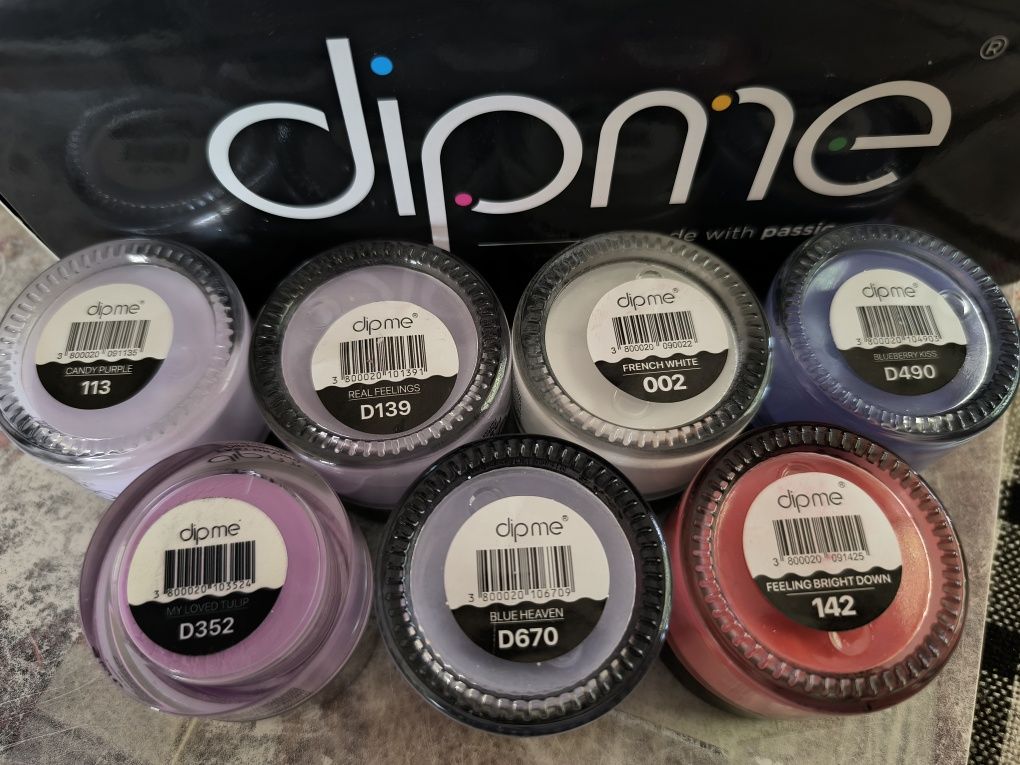 dipme®
de with passio
dipme®
3 800020 091135
CANDY PURPLE
113
dipme®
3 800020 101391
REAL FEELINGS
D139
dipme®
3 800020 090022
FRENCH WHITE
002
dipme®
3 800020 104903
BLUEBERRY KISS
D490
dipme
3 800020 103524
MY LOVED TULIP
D352
dipme®
3 800020 106709
BLUE HEAVEN
D670
dipme®
3 800020 091425
FEELING BRIGHT DOWN
142